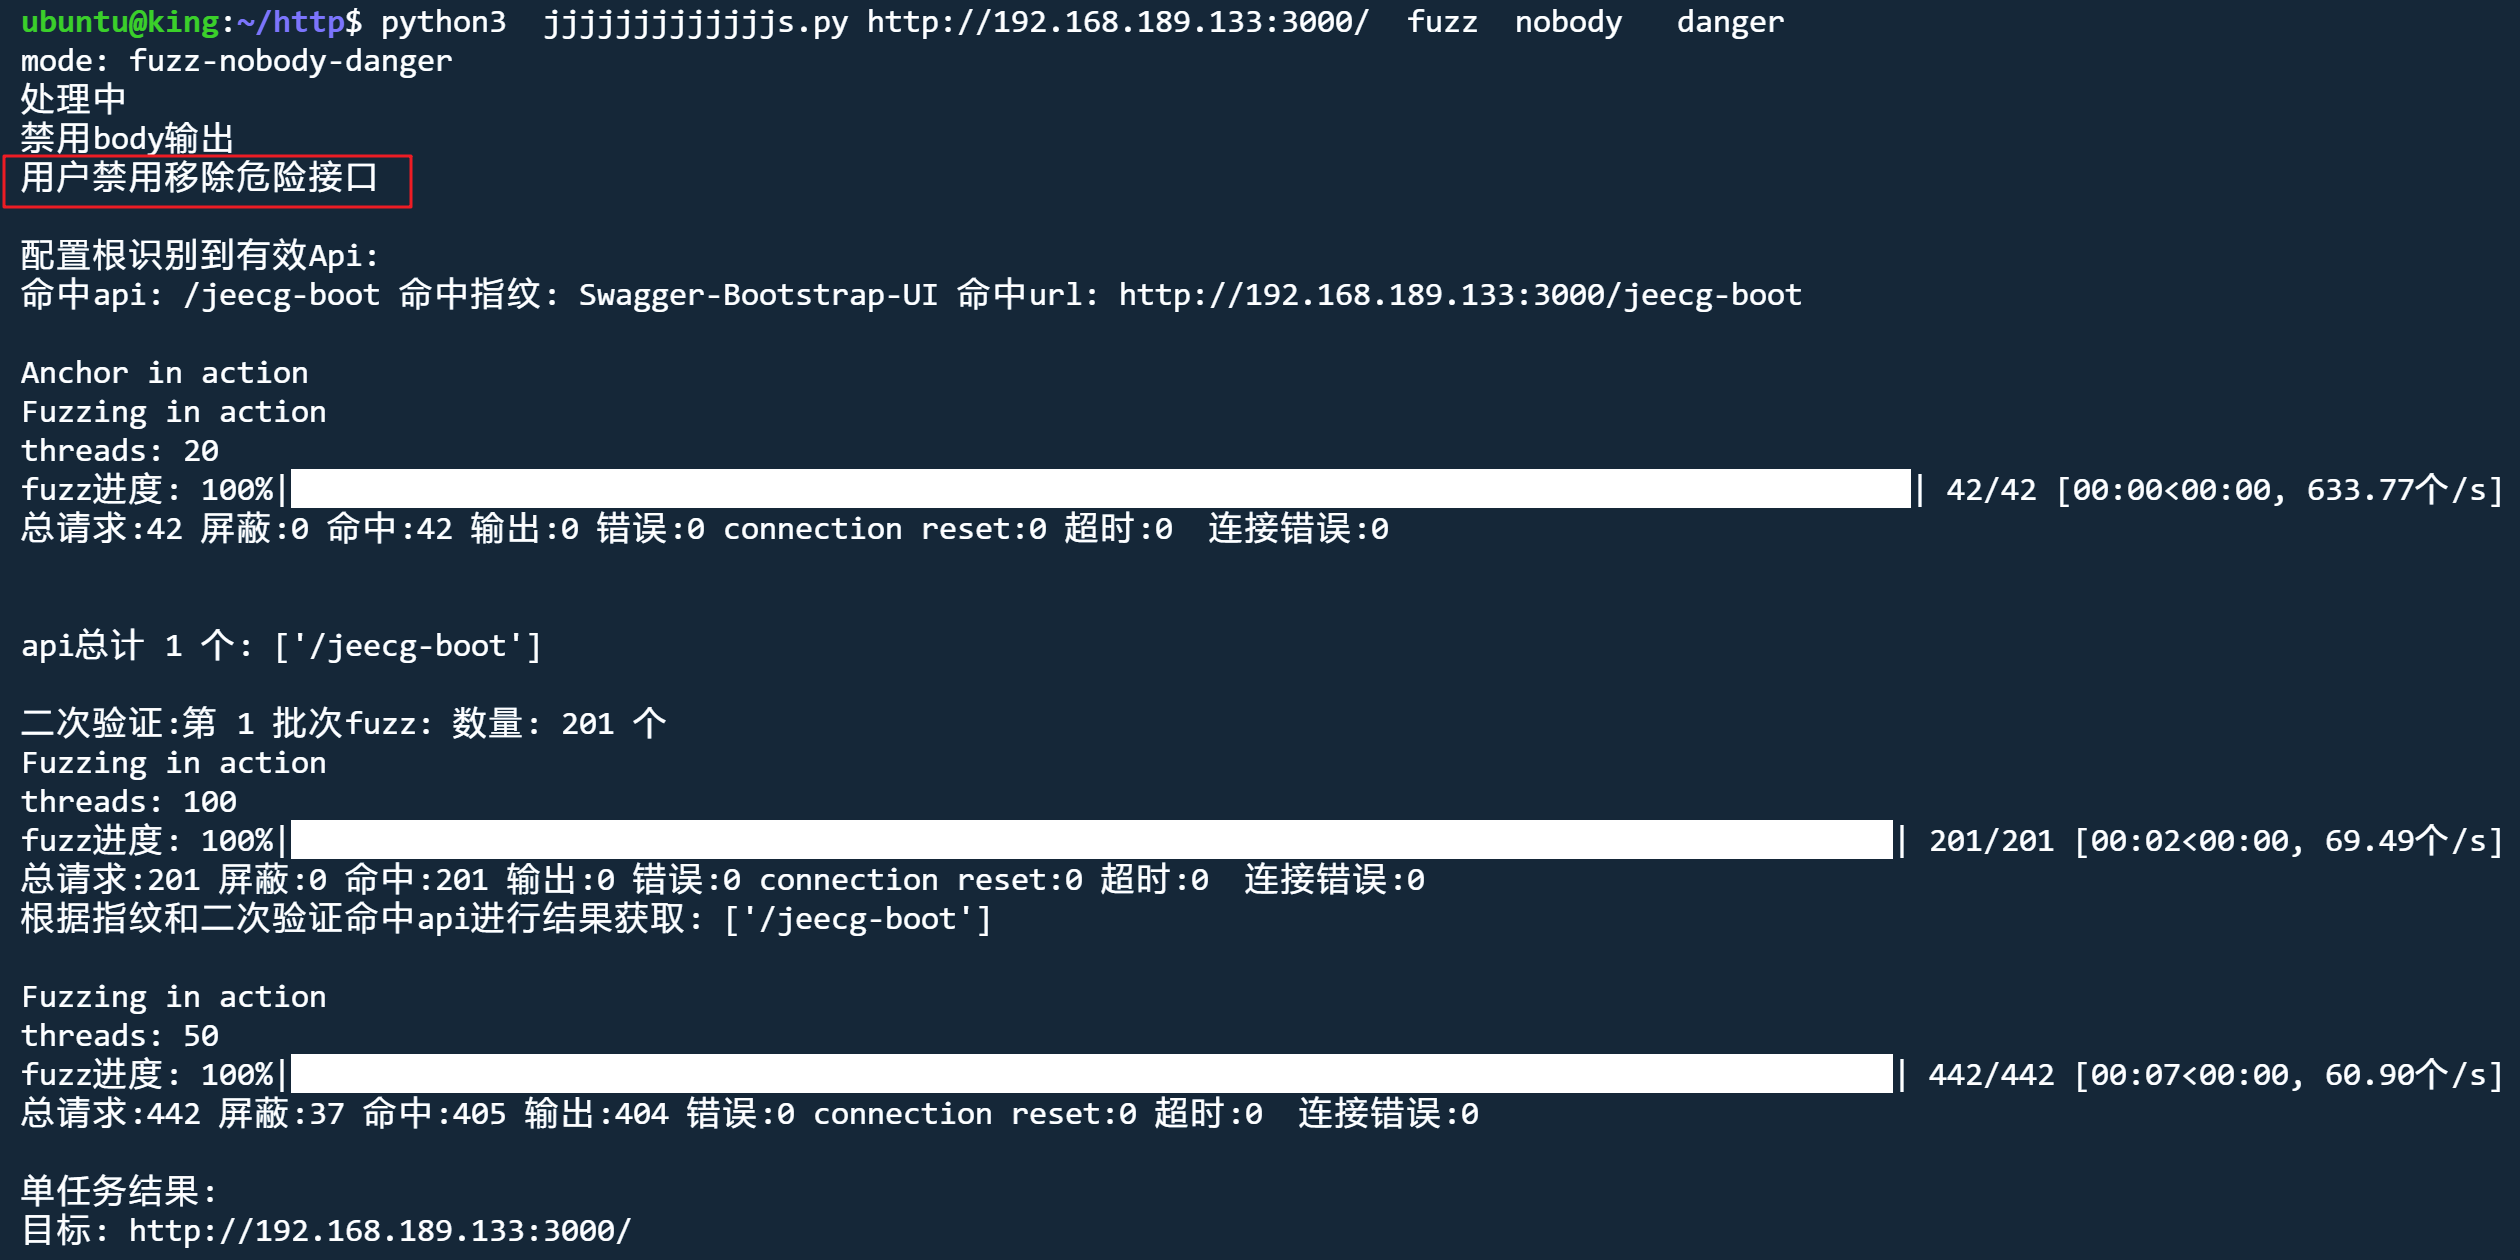 ubuntu@king:~/http$ python3  jjjjjjjjjjjjjs.py http://192.168.189.133:3000/  fuzz  nobody   danger
mode: fuzz-nobody-danger
处理中
禁用body输出
用户禁用移除危险接口
配置根识别到有效Api:
命中api: /jeecg-boot 命中指纹: Swagger-Bootstrap-UI 命中url: http://192.168.189.133:3000/jeecg-boot
Anchor in action
Fuzzing in action
threads: 20
fuzz进度: 100%|| 42/42 [00:00<00:00, 633.77个/s]
总请求:42 屏蔽:0 命中:42 输出:0 错误:0 connection reset:0 超时:0  连接错误:0
api总计 1 个: ['/jeecg-boot']
二次验证:第 1 批次fuzz: 数量: 201 个
Fuzzing in action
threads: 100
fuzz进度: 100%|| 201/201 [00:02<00:00, 69.49个/s]
总请求:201 屏蔽:0 命中:201 输出:0 错误:0 connection reset:0 超时:0  连接错误:0
根据指纹和二次验证命中api进行结果获取: ['/jeecg-boot']
Fuzzing in action
threads: 50
fuzz进度: 100%|| 442/442 [00:07<00:00, 60.90个/s]
总请求:442 屏蔽:37 命中:405 输出:404 错误:0 connection reset:0 超时:0  连接错误:0
单任务结果:
目标: http://192.168.189.133:3000/